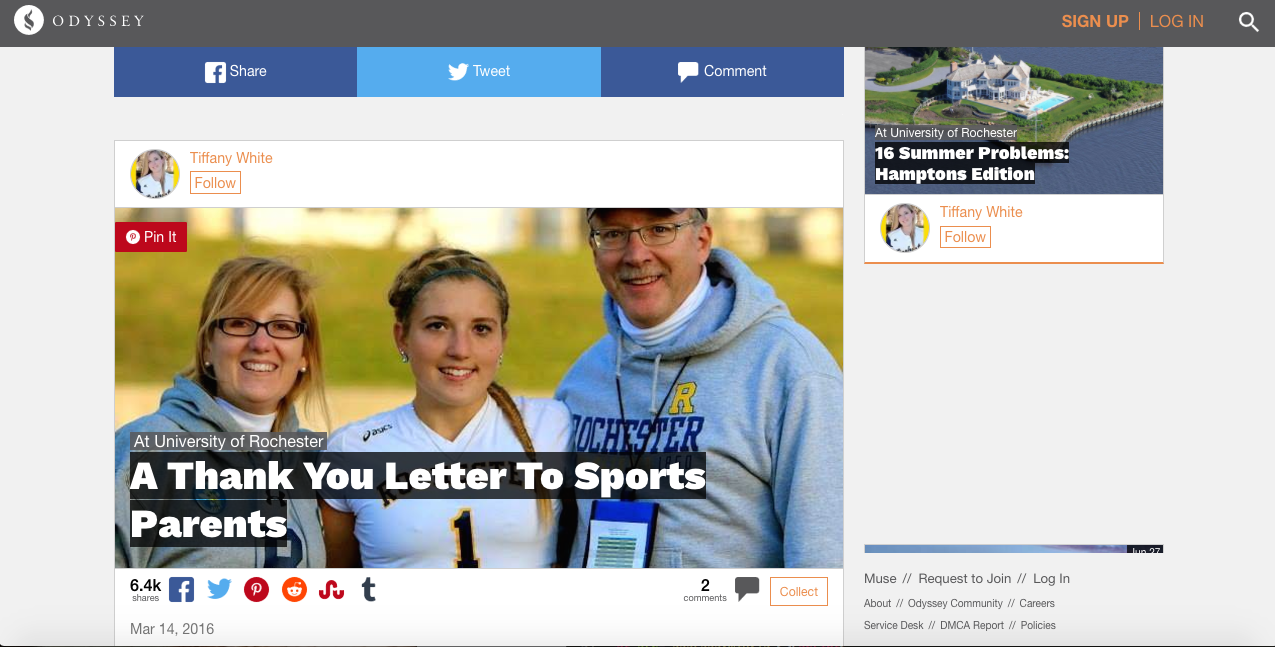 ODYSSEY
SIGN UP
LOG IN
Share
Tweet
Comment
Tiffany White
Follow
Pin It
asics
R
ROCHESTER
1
At University of Rochester
A Thank You Letter To Sports
Parents
6.4k
shares
2
comments
Collect
Mar 14, 2016
At University of Rochester
16 Summer Problems:
Hamptons Edition
Tiffany White
Follow
Jun 27
Muse // Request to Join // Log In
About // Odyssey Community // Careers
Service Desk // DMCA Report // Policies